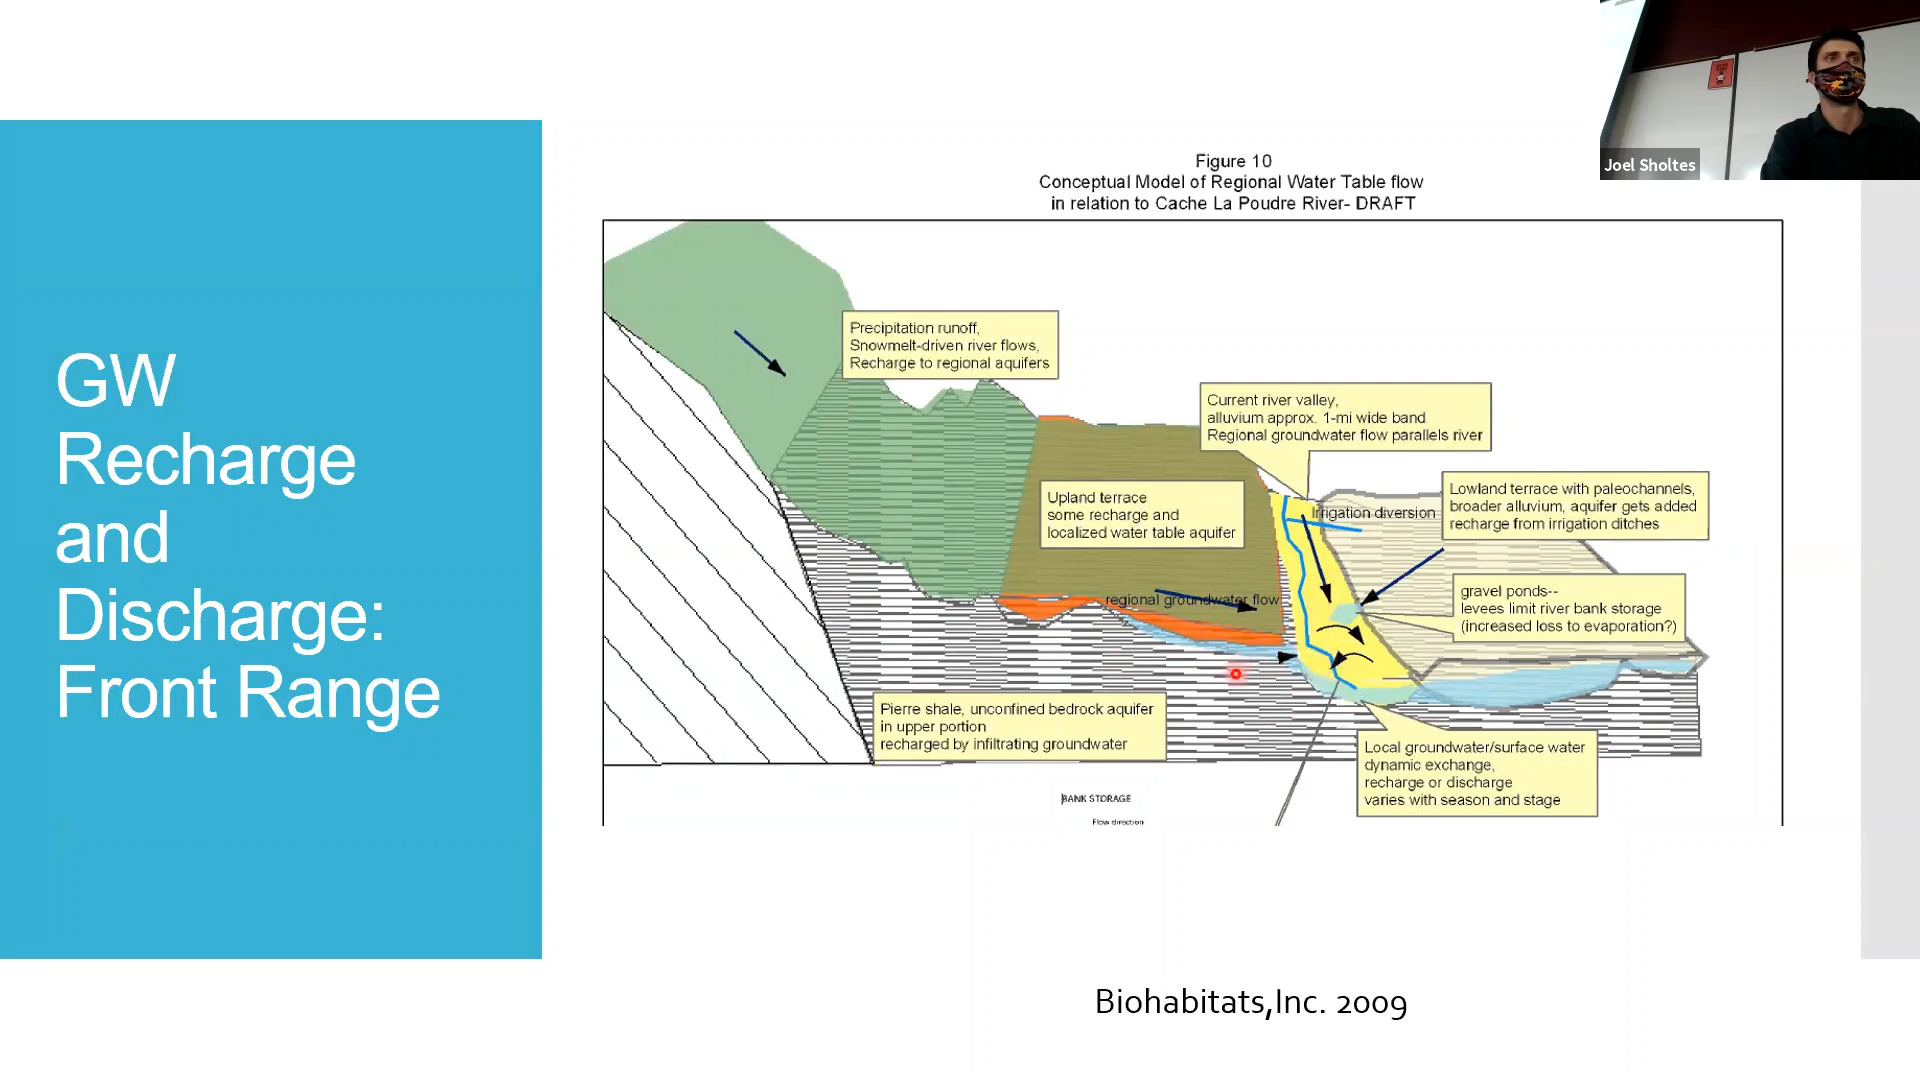 Joel Sholtes
GW
Recharge
and
Discharge:
Front Range
Figure 10
Conceptual Model of Regional Water Table flow
in relation to Cache La Poudre River- DRAFT
Precipitation runoff,
Snowmelt-driven river flows,
Recharge to regional aquifers
Current river valley,
alluvium approx. 1-mi wide band
Regional groundwater flow parallels river
Upland terrace
some recharge and
localized water table aquifer
Irrigation diversion
Lowland terrace with paleochannels,
broader alluvium, aquifer gets added
recharge from irrigation ditches
regional groundwater flow
gravel ponds--
levees limit river bank storage
(increased loss to evaporation?)
Pierre shale, unconfined bedrock aquifer
in upper portion
recharged by infiltrating groundwater
Local groundwater/surface water
dynamic exchange,
recharge or discharge
varies with season and stage
BANK STORAGE
Flow direction
Biohabitats,Inc. 2009